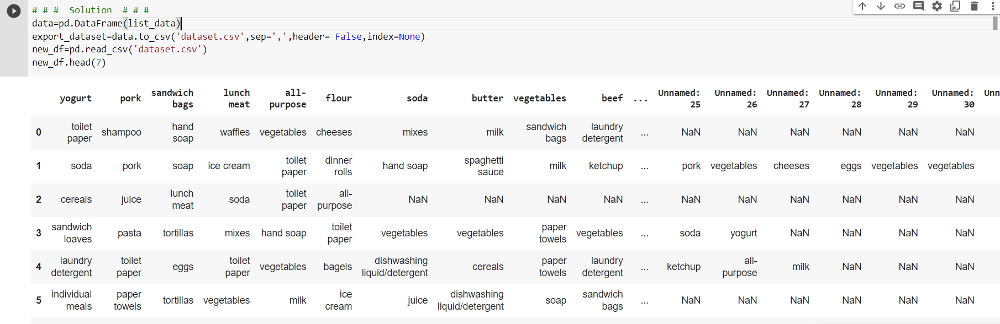 # # #  Solution  # # #
data=pd.DataFrame(list_data)
export_dataset=data.to_csv('dataset.csv',sep=',',header= False,index=None)
new_df=pd.read_csv('dataset.csv')
new_df.head(7)
yogurt pork sandwich bags lunch meat all-purpose flour soda butter vegetables beef ... Unnamed: 25 Unnamed: 26 Unnamed: 27 Unnamed: 28 Unnamed: 29 Unnamed: 30 Unn
0 toilet paper shampoo hand soap waffles vegetables cheeses mixes milk sandwich bags laundry detergent ... NaN NaN NaN NaN NaN NaN
1 soda pork soap ice cream toilet paper dinner rolls hand soap spaghetti sauce milk ketchup ... pork vegetables cheeses eggs vegetables vegetables
2 cereals juice lunch meat soda toilet paper all-purpose NaN NaN NaN NaN ... NaN NaN NaN NaN NaN NaN
3 sandwich loaves pasta tortillas mixes hand soap toilet paper vegetables vegetables paper towels vegetables ... soda yogurt NaN NaN NaN NaN
4 laundry detergent toilet paper eggs toilet paper vegetables bagels dishwashing liquid/detergent cereals paper towels laundry detergent ... ketchup all-purpose milk NaN NaN NaN
5 individual meals paper towels tortillas vegetables milk ice cream juice dishwashing liquid/detergent soap sandwich bags ... NaN NaN NaN NaN NaN NaN